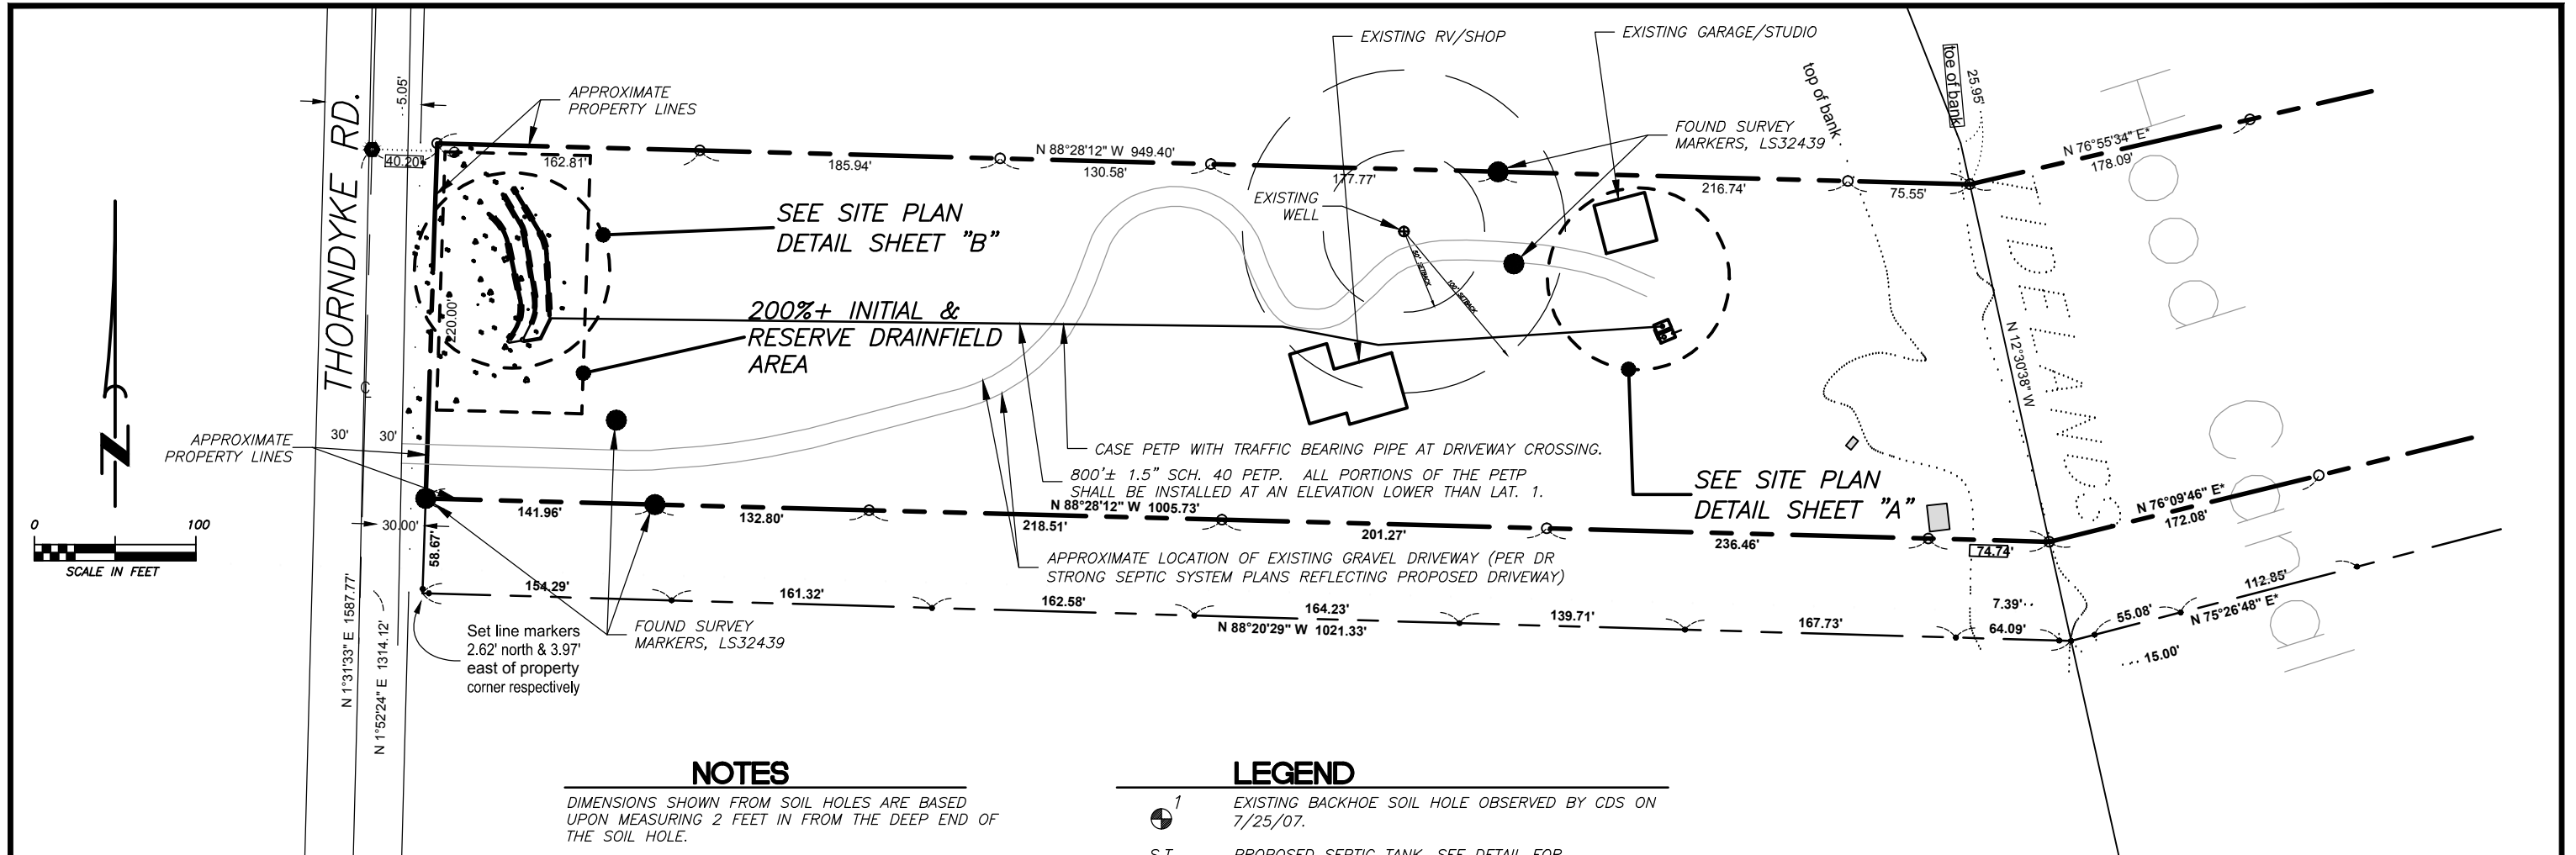 THORNDYKE RD.
5.05'
40.20'
APPROXIMATE
PROPERTY LINES
162.81'
185.94'
N 88°28'12" W 949.40'
130.58'
177.77'
216.74'
75.55'
EXISTING RV/SHOP
EXISTING GARAGE/STUDIO
top of bank
toe of bank
25.95'
FOUND SURVEY
MARKERS, LS32439
N 76°55'34" E*
178.09'
EXISTING
WELL
50' SETBACK
100' SETBACK
SEE SITE PLAN
DETAIL SHEET "B"
200%+ INITIAL &
RESERVE DRAINFIELD
AREA
220.00'
TIDELANDS
N 12°30'38" W
N
30'
30'
APPROXIMATE
PROPERTY LINES
CASE PETP WITH TRAFFIC BEARING PIPE AT DRIVEWAY CROSSING.
800'± 1.5" SCH. 40 PETP. ALL PORTIONS OF THE PETP
SHALL BE INSTALLED AT AN ELEVATION LOWER THAN LAT. 1.
SEE SITE PLAN
DETAIL SHEET "A"
N 76°09'46" E*
172.08'
0
100
SCALE IN FEET
30.00'
58.67'
141.96'
132.80'
N 88°28'12" W 1005.73'
218.51'
201.27'
236.46'
74.74'
APPROXIMATE LOCATION OF EXISTING GRAVEL DRIVEWAY (PER DR
STRONG SEPTIC SYSTEM PLANS REFLECTING PROPOSED DRIVEWAY)
154.29'
161.32'
162.58'
164.23'
N 88°20'29" W 1021.33'
139.71'
167.73'
7.39'
64.09'
55.08'
112.85'
N 75°26'48" E*
15.00'
N 1°31'33" E 1587.77'
N 1°52'24" E 1314.12'
Set line markers
2.62' north & 3.97'
east of property
corner respectively
FOUND SURVEY
MARKERS, LS32439
NOTES
DIMENSIONS SHOWN FROM SOIL HOLES ARE BASED
UPON MEASURING 2 FEET IN FROM THE DEEP END OF
THE SOIL HOLE.
LEGEND
1
EXISTING BACKHOE SOIL HOLE OBSERVED BY CDS ON
7/25/07.
S.T.
PROPOSED SEPTIC TANK. SEE DETAIL FOR